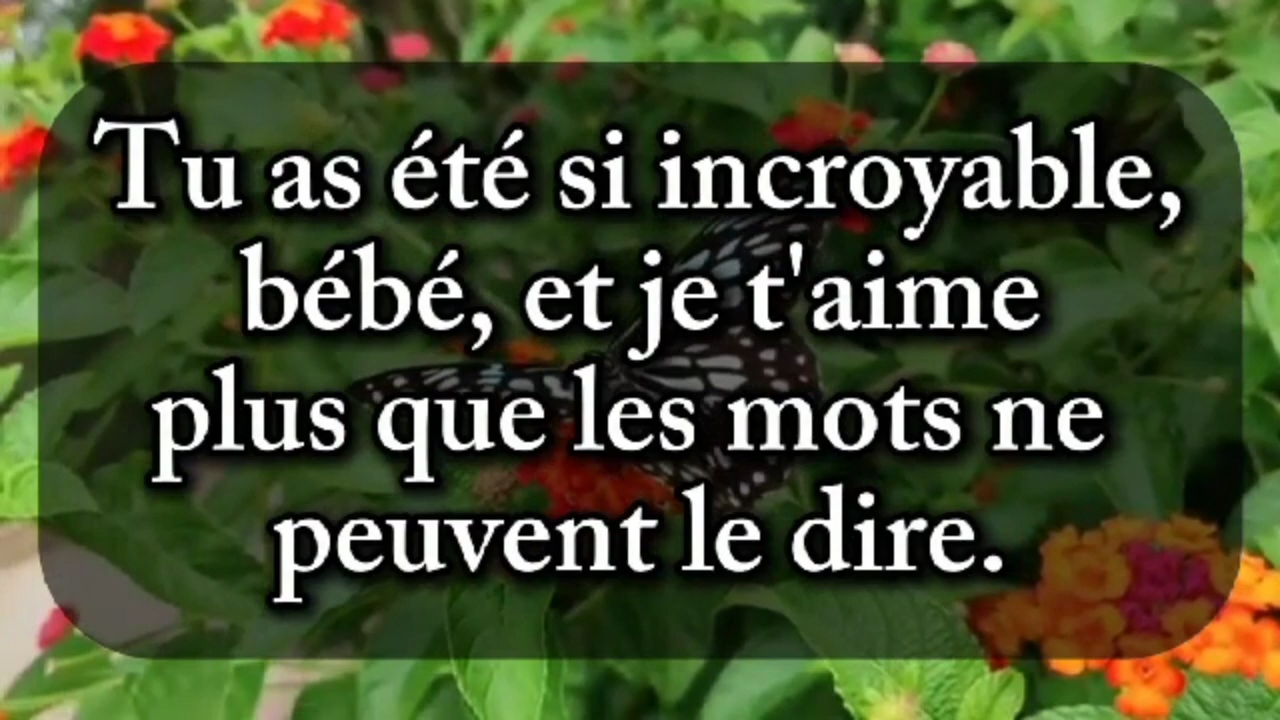 Tu as été si incroyable,
bébé, et je t'aime
plus que les mots ne
peuvent le dire.